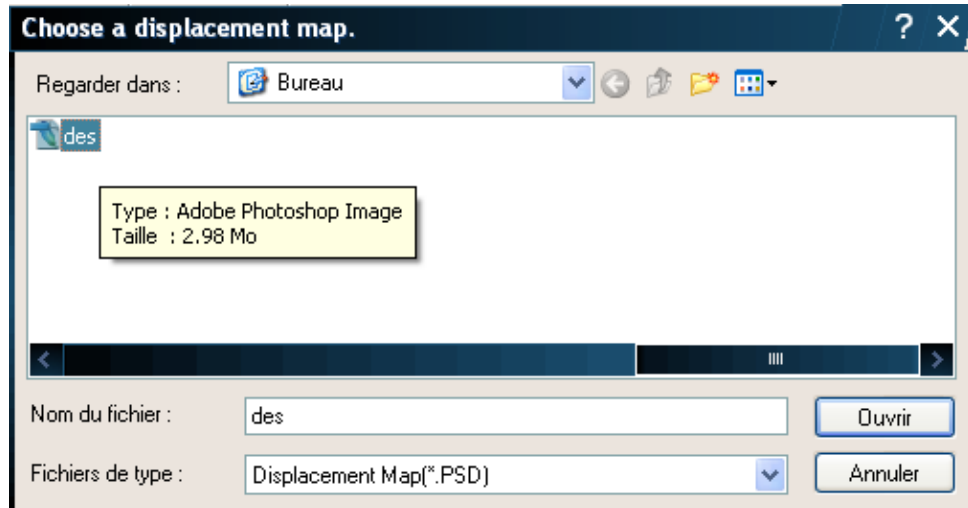 Choose a displacement map.
Regarder dans :
Bureau
des
Type : Adobe Photoshop Image
Taille : 2.98 Mo
Nom du fichier :
des
Ouvrir
Fichiers de type :
Displacement Map(*.PSD)
Annuler